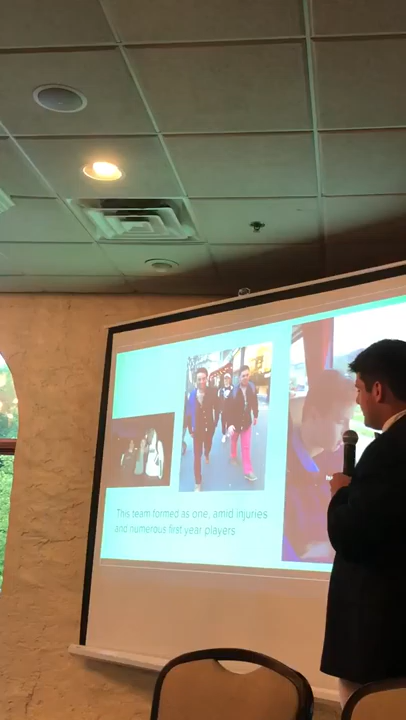 This team formed as one, amid injuries
and numerous first year players